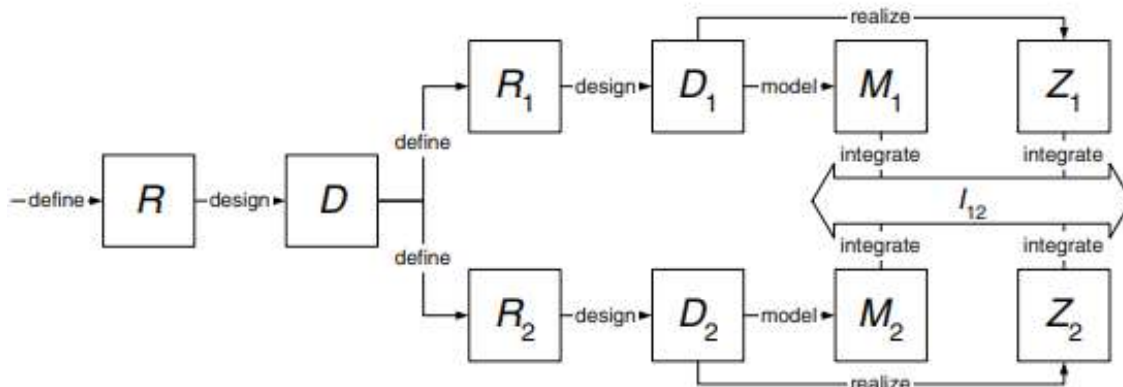 realize
R1 design D1 model M1 Z1
define integrate integrate
define R design D I12
define integrate integrate
R2 design D2 model M2 Z2
realize